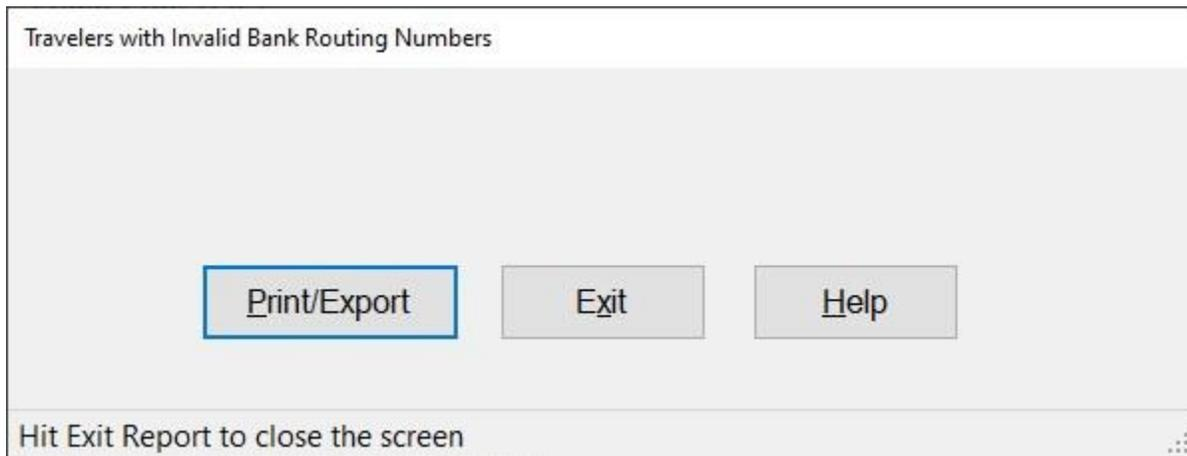 Travelers with Invalid Bank Routing Numbers
Print/Export Exit Help
Hit Exit Report to close the screen